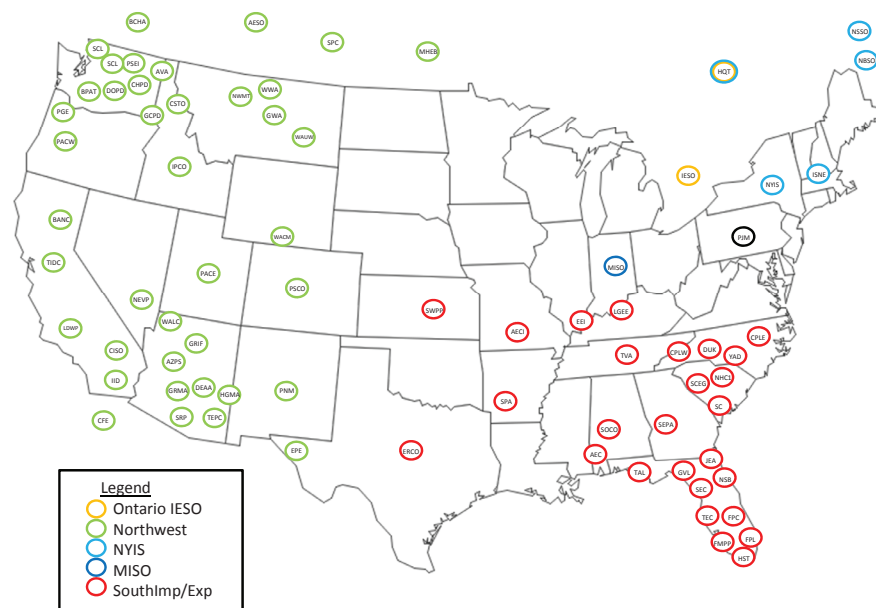 BCHA
AESO
SPC
MHEB
NSSO
NBSO
HQT
SCL
SCL
PSEI
AVA
BPAT
DOPD
CHPD
CSTO
PGE
GCPD
PACW
IPCO
NWMT
WWA
GWA
WAUW
IESO
NYIS
ISNE
BANC
WACM
PJM
TIDC
PACE
PSCO
MISO
NEVP
SWPP
LGEE
LDWP
WALC
EEI
AECI
CISO
GRIF
AZPS
TVA
CPLW
DUK
YAD
CPLE
IID
GRMA
DEAA
HGMA
PNM
SPA
SCEG
NHC1
SC
CFE
SRP
TEPC
EPE
ERCO
SOCO
SEPA
AEC
TAL
GVL
JEA
NSB
SEC
TEC
FPC
FMPP
FPL
HST
Legend
Ontario IESO
Northwest
NYIS
MISO
SouthImp/Exp